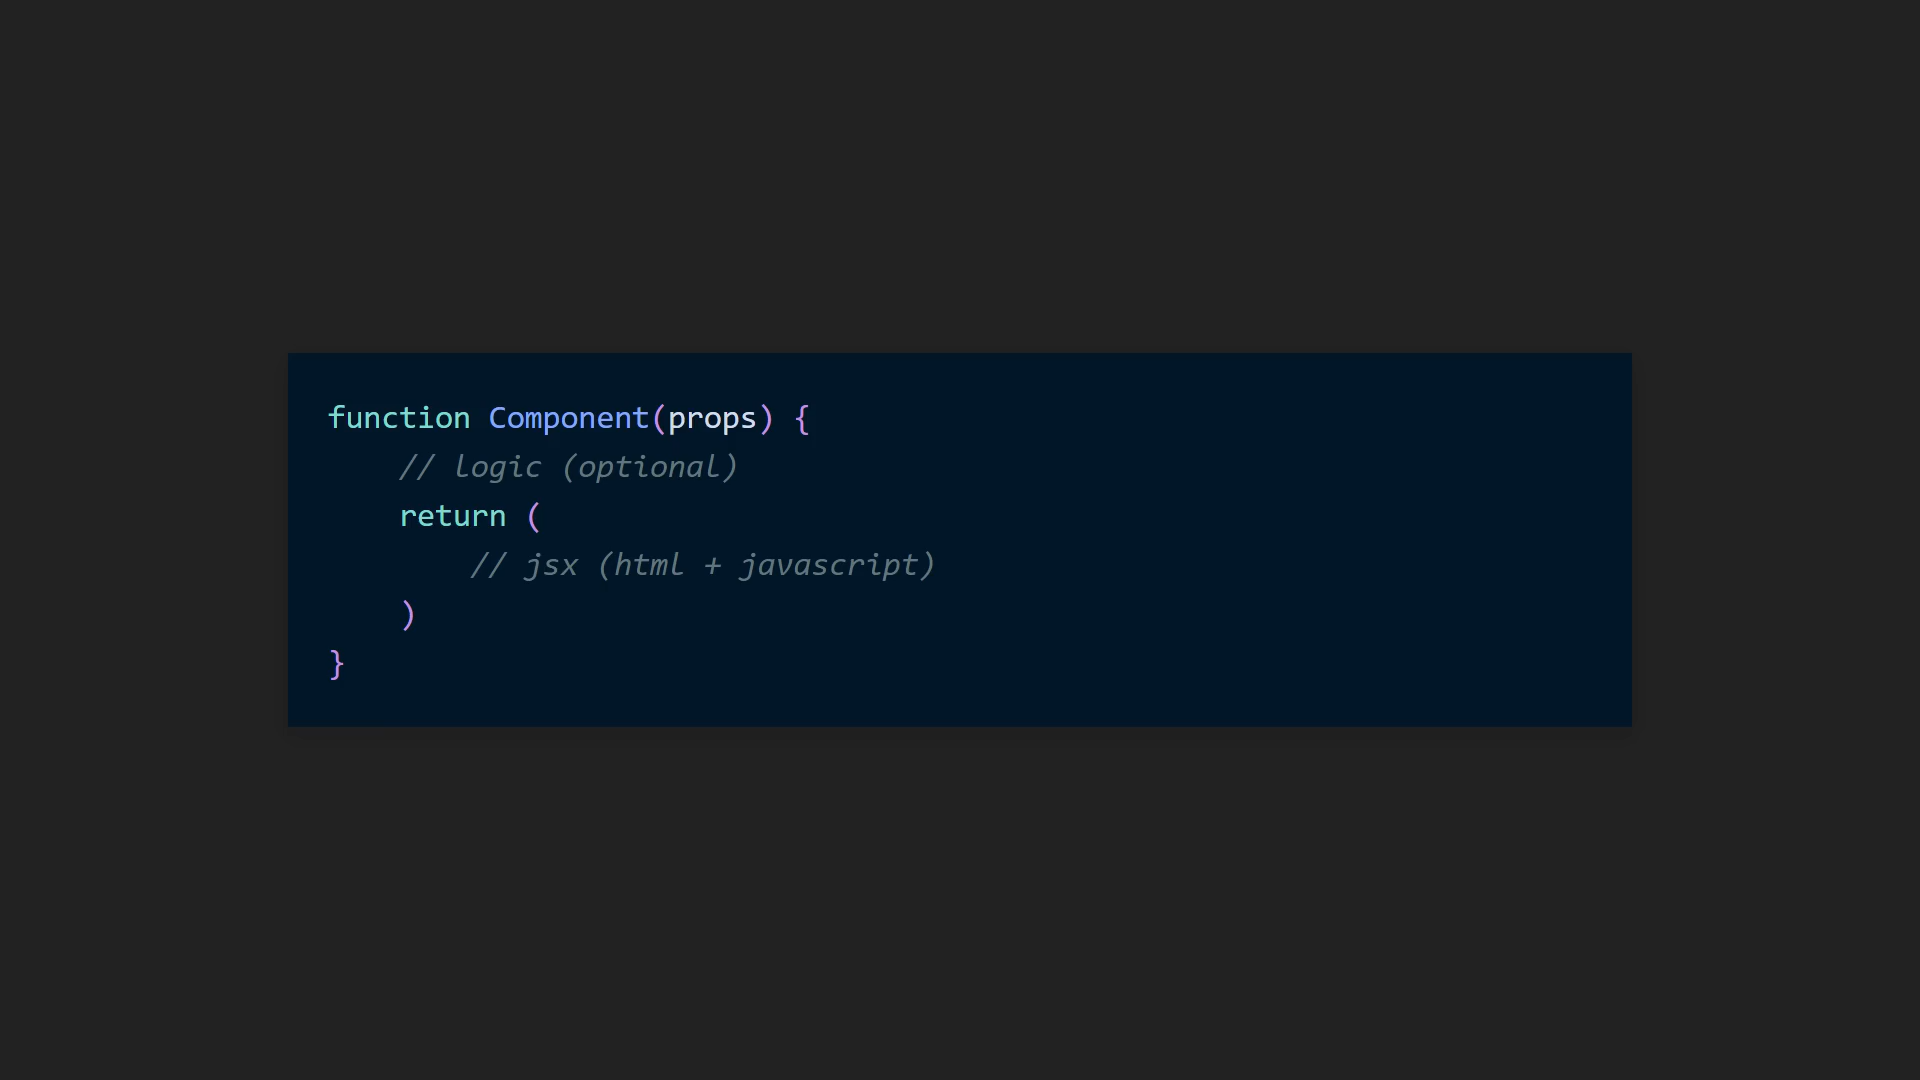 function Component(props) {
    // logic (optional)
    return (
        // jsx (html + javascript)
    )
}